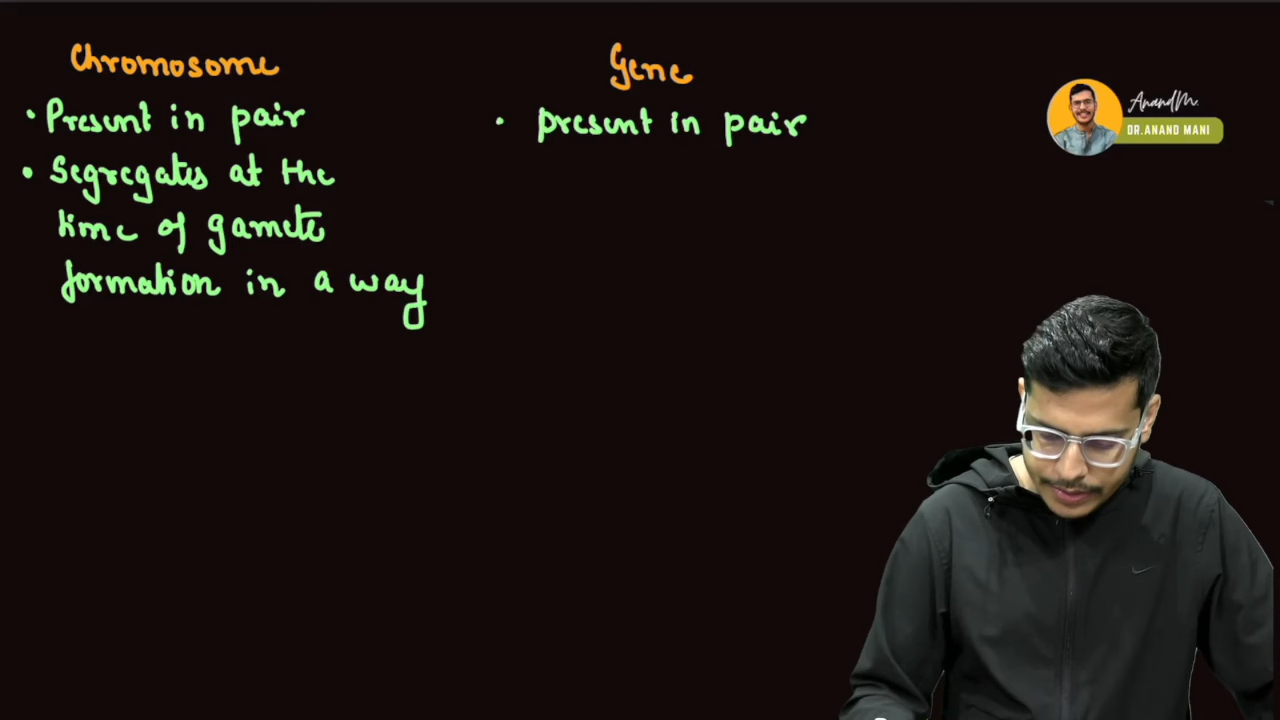 Chromosome
• Present in pair
• Segregates at the
time of gamete
formation in a way
Gene
• present in pair
AnandM.
DR.ANAND MANI